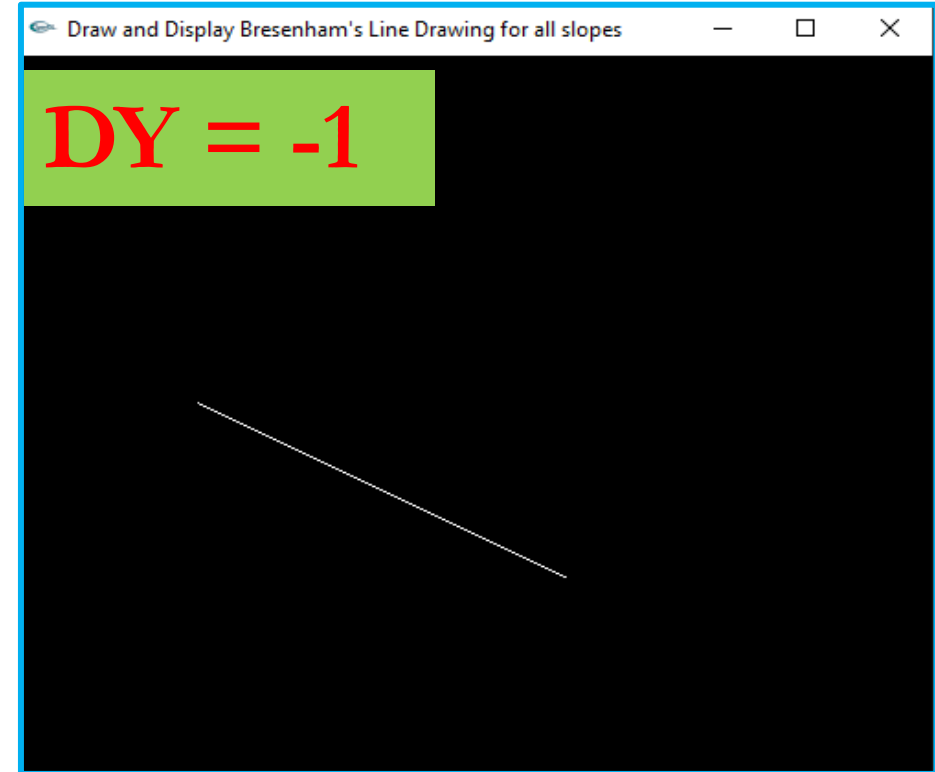 Draw and Display Bresenham's Line Drawing for all slopes
DY = -1